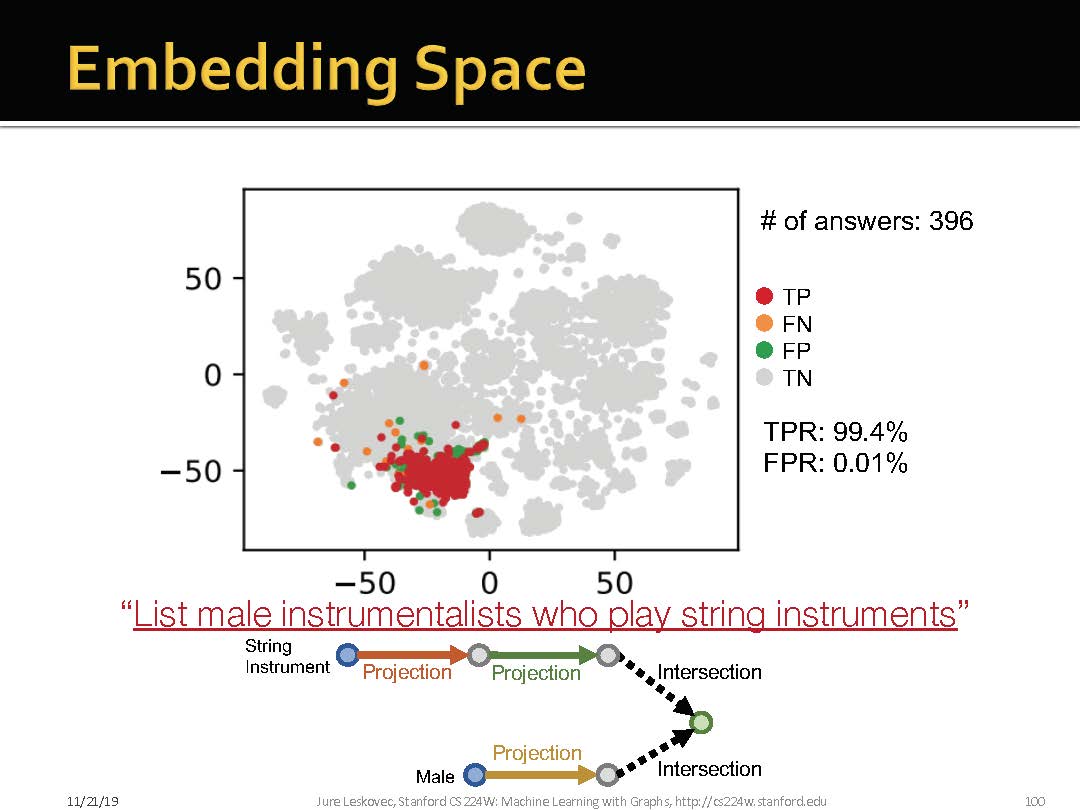 Embedding Space
# of answers: 396
50
0
−50
−50 0 50
TP
FN
FP
TN
TPR: 99.4%
FPR: 0.01%
“List male instrumentalists who play string instruments”
String
Instrument
Projection
Projection
Intersection
Projection
Male
Intersection
11/21/19
Jure Leskovec, Stanford CS224W: Machine Learning with Graphs, http://cs224w.stanford.edu
100